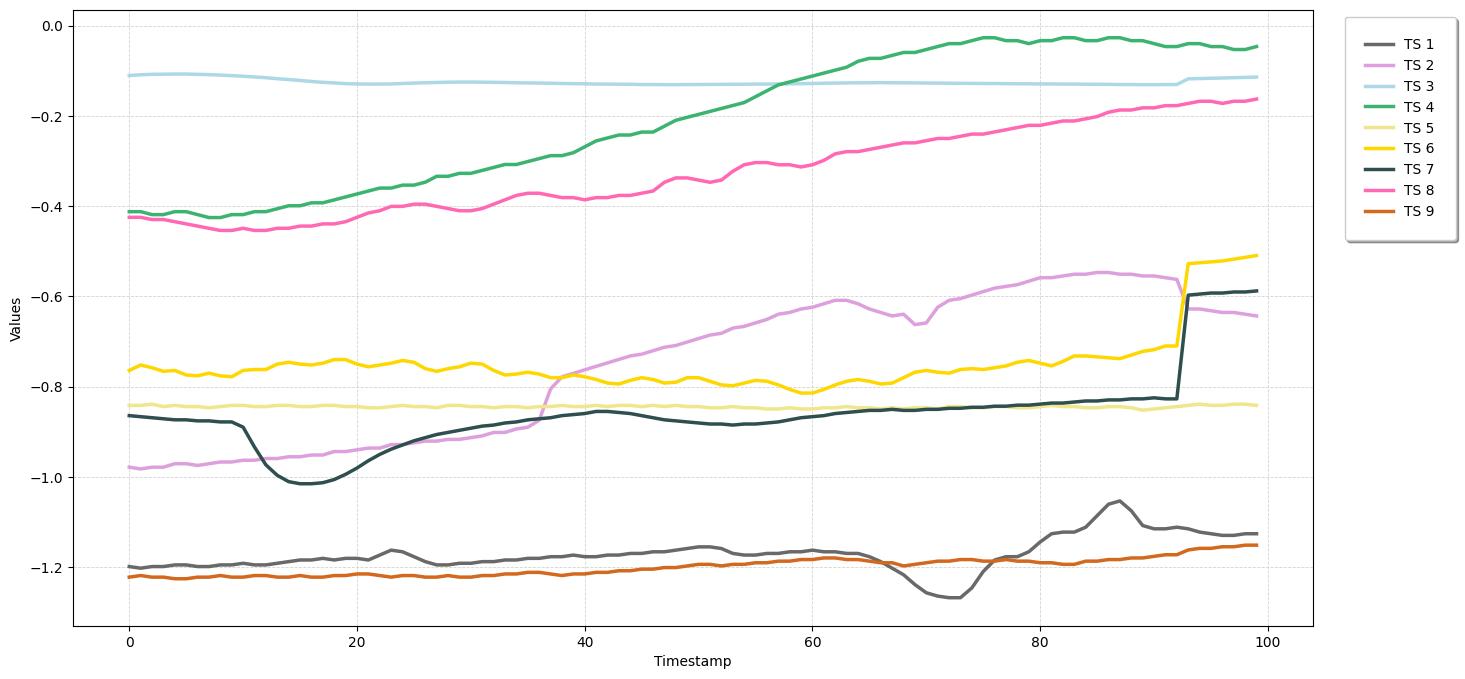 0.0
−0.2
−0.4
−0.6
−0.8
−1.0
−1.2
Values
0 20 40 60 80 100
Timestamp
TS 1
TS 2
TS 3
TS 4
TS 5
TS 6
TS 7
TS 8
TS 9